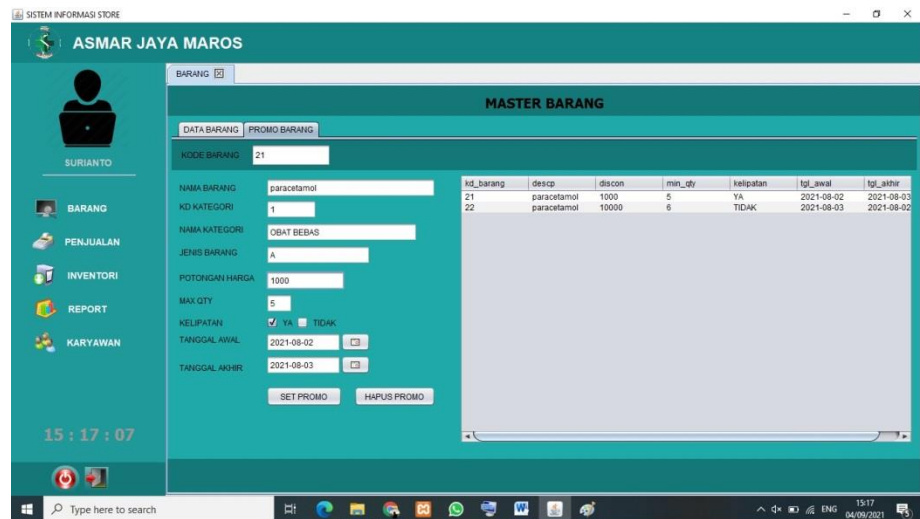 SISTEM INFORMASI STORE
ASMAR JAYA MAROS
SURIANTO
BARANG
PENJUALAN
INVENTORI
REPORT
KARYAWAN
15 : 17 : 07
BARANG
MASTER BARANG
DATA BARANG PROMO BARANG
KODE BARANG 21
NAMA BARANG paracetamol
KD KATEGORI 1
NAMA KATEGORI OBAT BEBAS
JENIS BARANG A
POTONGAN HARGA 1000
MAX QTY 5
KELIPATAN YA TIDAK
TANGGAL AWAL 2021-08-02
TANGGAL AKHIR 2021-08-03
SET PROMO HAPUS PROMO
kd_barang descp discon min_qty kelipatan tgl_awal tgl_akhir
21 paracetamol 1000 5 YA 2021-08-02 2021-08-03
22 paracetamol 10000 6 TIDAK 2021-08-03 2021-08-02
Type here to search
ENG
15:17
04/09/2021